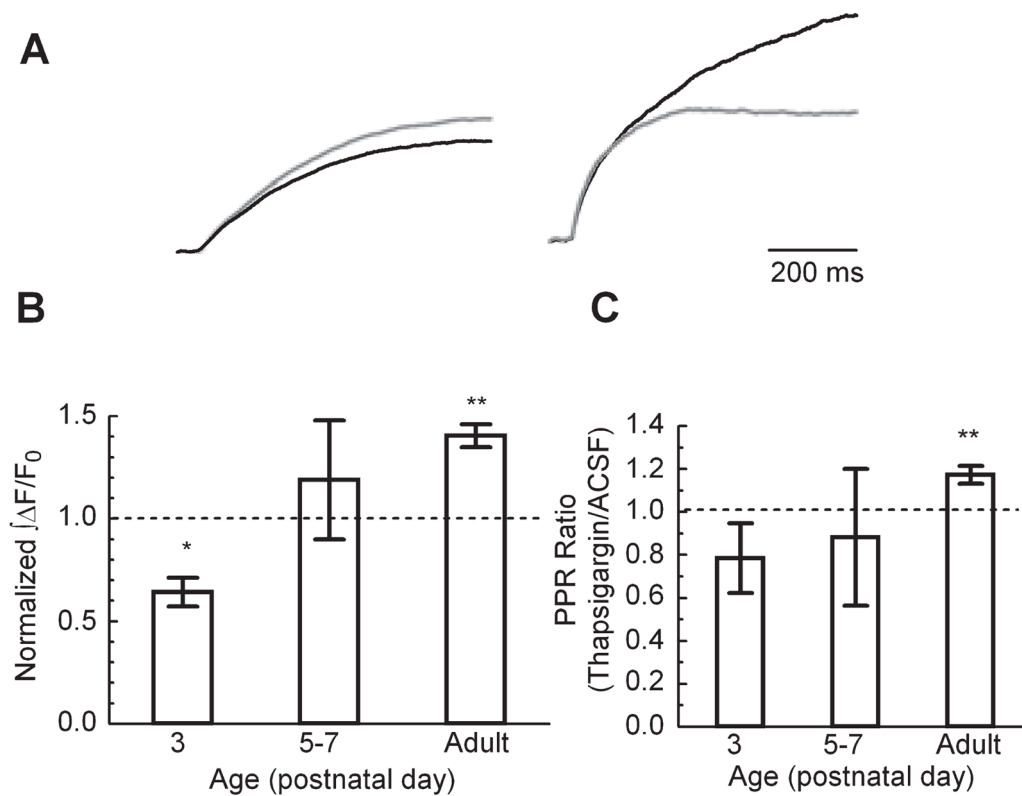 A
200 ms
B
Normalized ∫ΔF/F0
1.5
1.0
0.5
0.0
*
**
3 5-7 Adult
Age (postnatal day)
C
PPR Ratio
(Thapsigargin/ACSF)
1.4
1.2
1.0
0.8
0.6
0.4
0.2
0.0
**
3 5-7 Adult
Age (postnatal day)